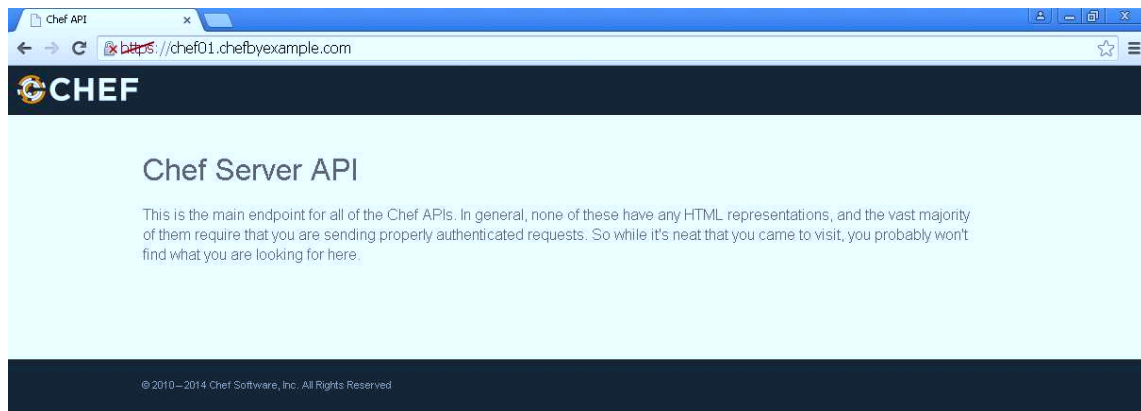 Chef API
https://chef01.chefbyexample.com
CHEF
Chef Server API
This is the main endpoint for all of the Chef APIs. In general, none of these have any HTML representations, and the vast majority
of them require that you are sending properly authenticated requests. So while it's neat that you came to visit, you probably won't
find what you are looking for here.
© 2010–2014 Chef Software, Inc. All Rights Reserved